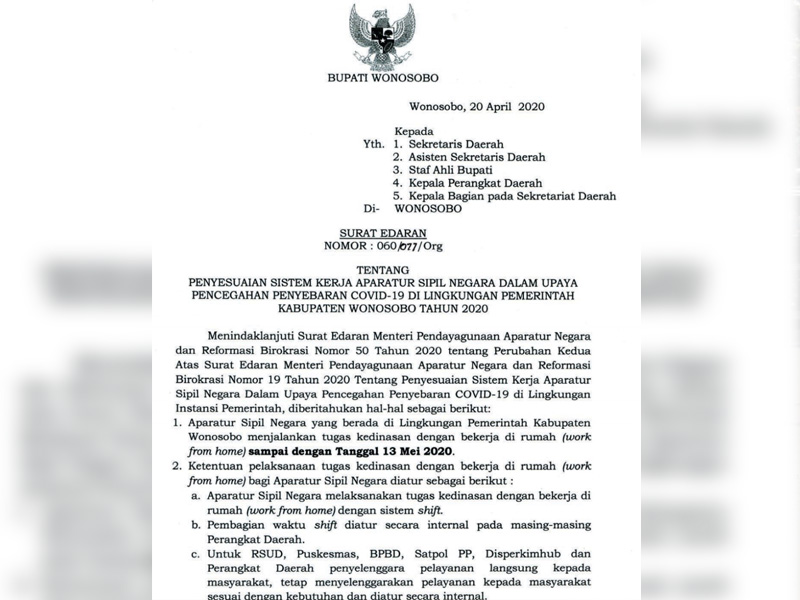 BUPATI WONOSOBO
Wonosobo, 20 April 2020
Kepada
Yth. 1. Sekretaris Daerah
2. Asisten Sekretaris Daerah
3. Staf Ahli Bupati
4. Kepala Perangkat Daerah
5. Kepala Bagian pada Sekretariat Daerah
Di- WONOSOBO
SURAT EDARAN
NOMOR : 060/077/Org
TENTANG
PENYESUAIAN SISTEM KERJA APARATUR SIPIL NEGARA DALAM UPAYA
PENCEGAHAN PENYEBARAN COVID-19 DI LINGKUNGAN PEMERINTAH
KABUPATEN WONOSOBO TAHUN 2020
Menindaklanjuti Surat Edaran Menteri Pendayagunaan Aparatur Negara
dan Reformasi Birokrasi Nomor 50 Tahun 2020 tentang Perubahan Kedua
Atas Surat Edaran Menteri Pendayagunaan Aparatur Negara dan Reformasi
Birokrasi Nomor 19 Tahun 2020 Tentang Penyesuaian Sistem Kerja Aparatur
Sipil Negara Dalam Upaya Pencegahan Penyebaran COVID-19 di Lingkungan
Instansi Pemerintah, diberitahukan hal-hal sebagai berikut:
1. Aparatur Sipil Negara yang berada di Lingkungan Pemerintah Kabupaten
Wonosobo menjalankan tugas kedinasan dengan bekerja di rumah (work
from home) sampai dengan Tanggal 13 Mei 2020.
2. Ketentuan pelaksanaan tugas kedinasan dengan bekerja di rumah (work
from home) bagi Aparatur Sipil Negara diatur sebagai berikut :
a. Aparatur Sipil Negara melaksanakan tugas kedinasan dengan bekerja di
rumah (work from home) dengan sistem shift.
b. Pembagian waktu shift diatur secara internal pada masing-masing
Perangkat Daerah.
c. Untuk RSUD, Puskesmas, BPBD, Satpol PP, Disperkimhub dan
Perangkat Daerah penyelenggara pelayanan langsung kepada
masyarakat, tetap menyelenggarakan pelayanan kepada masyarakat
sesuai dengan kebutuhan dan diatur secara internal.